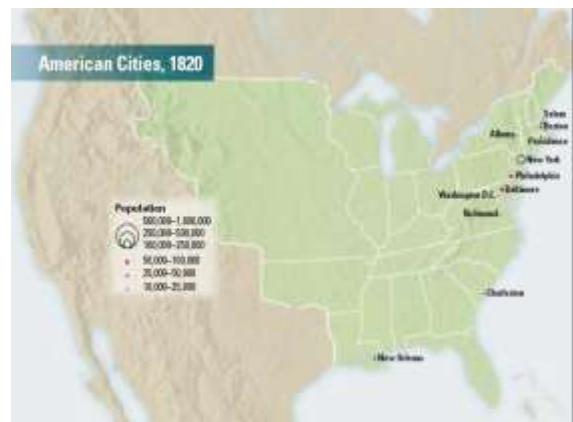 American Cities, 1820
Salem
Boston
Albany
Providence
New York
Philadelphia
Baltimore
Washington D.C.
Richmond
Population
500,000–1,000,000
250,000–500,000
100,000–250,000
50,000–100,000
25,000–50,000
10,000–25,000
Charleston
New Orleans